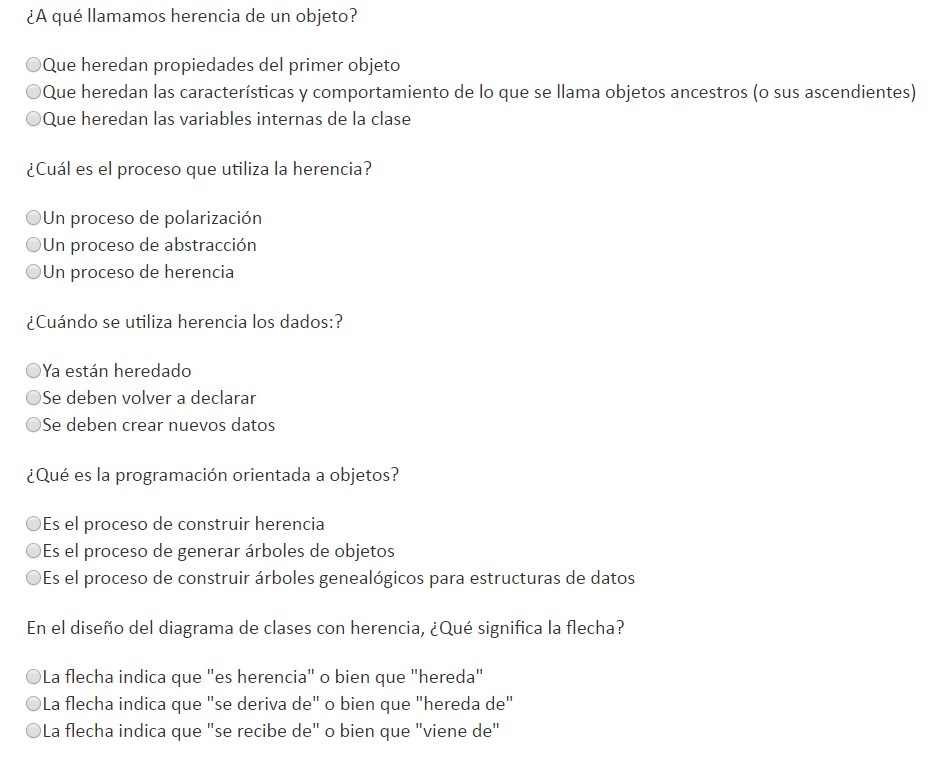 ¿A qué llamamos herencia de un objeto?
Que heredan propiedades del primer objeto
Que heredan las características y comportamiento de lo que se llama objetos ancestros (o sus ascendientes)
Que heredan las variables internas de la clase
¿Cuál es el proceso que utiliza la herencia?
Un proceso de polarización
Un proceso de abstracción
Un proceso de herencia
¿Cuándo se utiliza herencia los dados:?
Ya están heredado
Se deben volver a declarar
Se deben crear nuevos datos
¿Qué es la programación orientada a objetos?
Es el proceso de construir herencia
Es el proceso de generar árboles de objetos
Es el proceso de construir árboles genealógicos para estructuras de datos
En el diseño del diagrama de clases con herencia, ¿Qué significa la flecha?
La flecha indica que "es herencia" o bien que "hereda"
La flecha indica que "se deriva de" o bien que "hereda de"
La flecha indica que "se recibe de" o bien que "viene de"